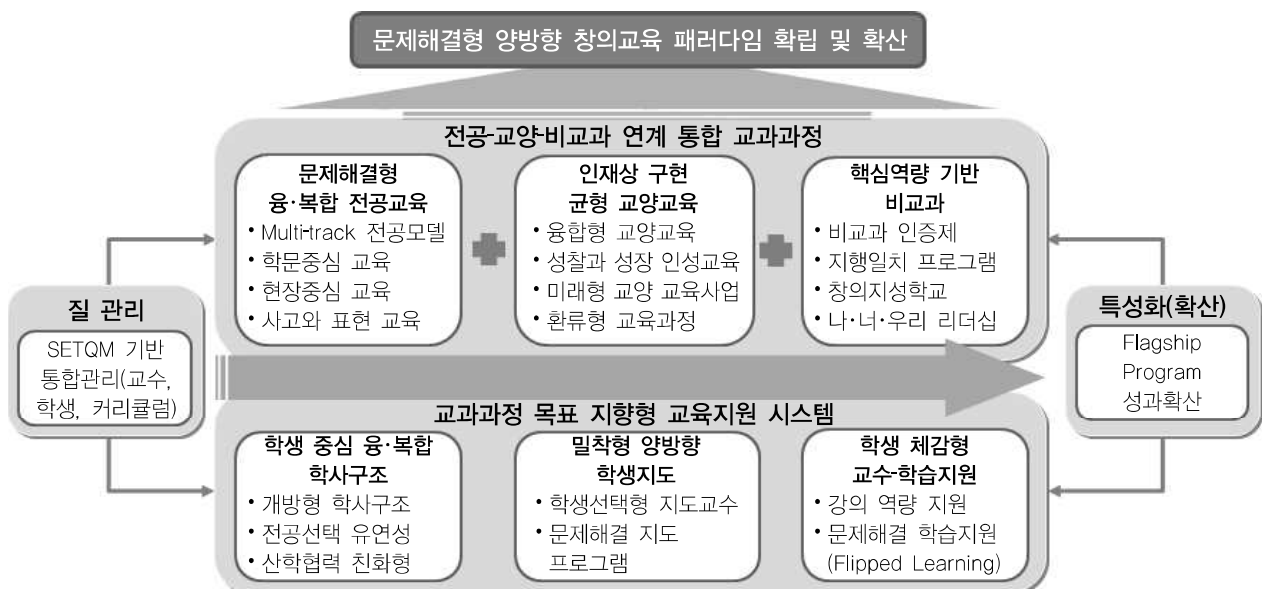 문제해결형 양방향 창의교육 패러다임 확립 및 확산
전공-교양-비교과 연계 통합 교과과정
문제해결형
융·복합 전공교육
• Multi-track 전공모델
• 학문중심 교육
• 현장중심 교육
• 사고와 표현 교육
인재상 구현
균형 교양교육
• 융합형 교양교육
• 성찰과 성장 인성교육
• 미래형 교양 교육사업
• 환류형 교육과정
핵심역량 기반
비교과
• 비교과 인증제
• 지행일치 프로그램
• 창의지성학교
• 나·너·우리 리더십
질 관리
SETQM 기반
통합관리(교수,
학생, 커리큘럼)
특성화(확산)
Flagship
Program
성과확산
교과과정 목표 지향형 교육지원 시스템
학생 중심 융·복합
학사구조
• 개방형 학사구조
• 전공선택 유연성
• 산학협력 친화형
밀착형 양방향
학생지도
• 학생선택형 지도교수
• 문제해결 지도
프로그램
학생 체감형
교수-학습지원
• 강의 역량 지원
• 문제해결 학습지원
(Flipped Learning)